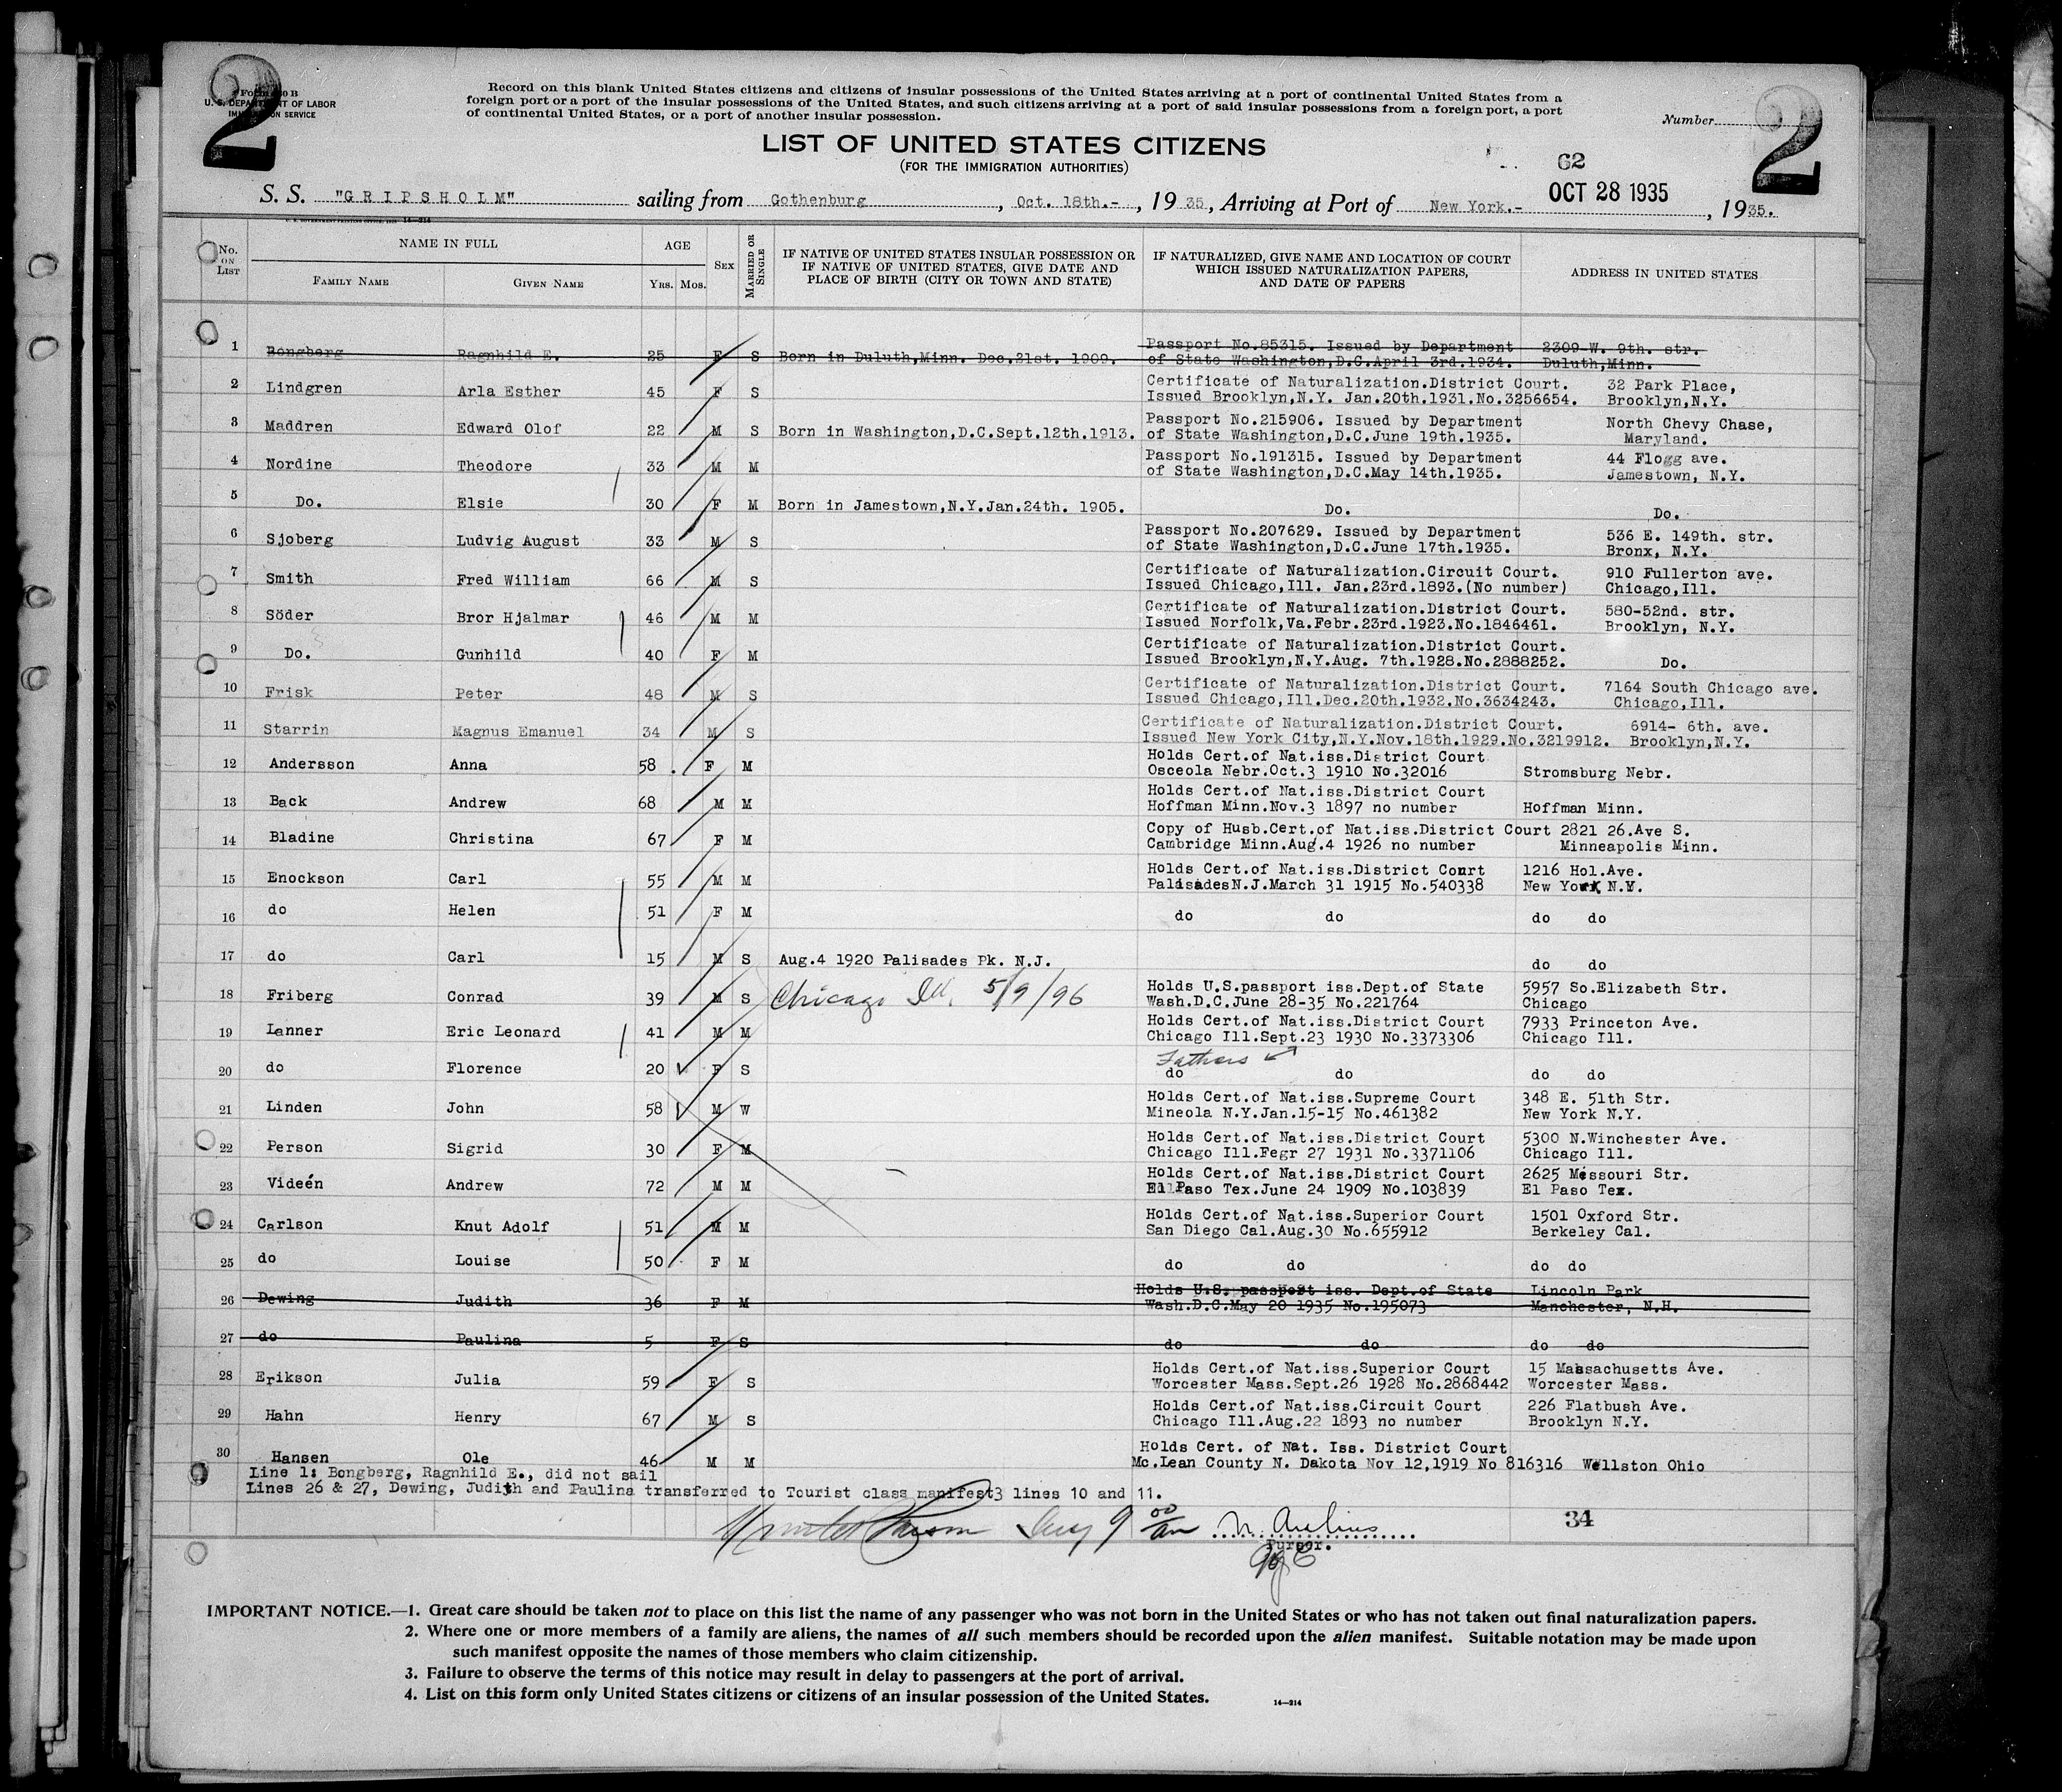 2 2
Form 630 B
U. S. DEPARTMENT OF LABOR
IMMIGRATION SERVICE
Record on this blank United States citizens and citizens of insular possessions of the United States arriving at a port of continental United States from a
foreign port or a port of the insular possessions of the United States, and such citizens arriving at a port of said insular possessions from a foreign port, a port
of continental United States, or a port of another insular possession.
Number
LIST OF UNITED STATES CITIZENS
(FOR THE IMMIGRATION AUTHORITIES)
62
OCT 28 1935
S. S. "GRIPSHOLM" sailing from Gothenburg, Oct. 18th.-, 1935, Arriving at Port of New York.-, 1935.
No. ON LIST NAME IN FULL AGE SEX MARRIED OR SINGLE IF NATIVE OF UNITED STATES INSULAR POSSESSION OR IF NATIVE OF UNITED STATES, GIVE DATE AND PLACE OF BIRTH (CITY OR TOWN AND STATE) IF NATURALIZED, GIVE NAME AND LOCATION OF COURT WHICH ISSUED NATURALIZATION PAPERS, AND DATE OF PAPERS ADDRESS IN UNITED STATES
FAMILY NAME GIVEN NAME YRS. MOS.
1 Bongberg Ragnhild E. 25 F S Born in Duluth,Minn. Dec.21st. 1909. Passport No.85315. Issued by Department 2309-W. 9th. str.
of State Washington,D.C.April 3rd.1934. Duluth,Minn.
2 Lindgren Arla Esther 45 F S Certificate of Naturalization.District Court. 32 Park Place,
Issued Brooklyn,N.Y. Jan.20th.1931.No.3256654. Brooklyn,N.Y.
3 Maddren Edward Olof 22 M S Born in Washington,D.C.Sept.12th.1913. Passport No.215906. Issued by Department North Chevy Chase,
of State Washington,D.C.June 19th.1935. Maryland.
4 Nordine Theodore 33 M M Passport No.191315. Issued by Department 44 Flogg ave.
of State Washington,D.C.May 14th.1935. Jamestown, N.Y.
5 Do. Elsie 30 F M Born in Jamestown,N.Y.Jan.24th. 1905. Do. Do.
6 Sjoberg Ludvig August 33 M S Passport No.207629. Issued by Department 536 E. 149th. str.
of State Washington,D.C.June 17th.1935. Bronx, N.Y.
7 Smith Fred William 66 M S Certificate of Naturalization.Circuit Court. 910 Fullerton ave.
Issued Chicago,Ill. Jan.23rd.1893.(No number) Chicago,Ill.
8 Söder Bror Hjalmar 46 M M Certificate of Naturalization.District Court. 580-52nd. str.
Issued Norfolk,Va.Febr.23rd.1923.No.1846461. Brooklyn, N.Y.
9 Do. Gunhild 40 F M Certificate of Naturalization.District Court.
Issued Brooklyn,N.Y.Aug. 7th.1928.No.2888252. Do.
10 Frisk Peter 48 M S Certificate of Naturalization.District Court. 7164 South Chicago ave.
Issued Chicago,Ill.Dec.20th.1932.No.3634243. Chicago,Ill.
11 Starrin Magnus Emanuel 34 M S Certificate of Naturalization.District Court. 6914- 6th. ave.
Issued New York City,N.Y.Nov.18th.1929.No.3219912. Brooklyn,N.Y.
12 Andersson Anna 58 F M Holds Cert.of Nat.iss.District Court
Osceola Nebr.Oct.3 1910 No.32016 Stromsburg Nebr.
13 Back Andrew 68 M M Holds Cert.of Nat.iss.District Court
Hoffman Minn.Nov.3 1897 no number Hoffman Minn.
14 Bladine Christina 67 F M Copy of Husb.Cert.of Nat.iss.District Court 2821 26.Ave S.
Cambridge Minn.Aug.4 1926 no number Minneapolis Minn.
15 Enockson Carl 55 M M Holds Cert.of Nat.iss.District Court 1216 Hol.Ave.
Palisades N.J.March 31 1915 No.540338 New York N.Y.
16 do Helen 51 F M do do do do
17 do Carl 15 M S Aug.4 1920 Palisades Pk. N.J. do do
18 Friberg Conrad 39 M S Chicago Ill. 5/9/96 Holds U.S.passport iss.Dept.of State 5957 So.Elizabeth Str.
Wash.D.C.June 28-35 No.221764 Chicago
19 Lanner Eric Leonard 41 M M Holds Cert.of Nat.iss.District Court 7933 Princeton Ave.
Chicago Ill.Sept.23 1930 No.3373306 Chicago Ill.
Fathers
20 do Florence 20 F S do do do do
21 Linden John 58 M W Holds Cert.of Nat.iss.Supreme Court 348 E. 51th Str.
Mineola N.Y.Jan.15-15 No.461382 New York N.Y.
22 Person Sigrid 30 F M Holds Cert.of Nat.iss.District Court 5300 N.Winchester Ave.
Chicago Ill.Fegr 27 1931 No.3371106 Chicago Ill.
23 Videén Andrew 72 M M Holds Cert.of Nat.iss.District Court 2625 Missouri Str.
El Paso Tex.June 24 1909 No.103839 El Paso Tex.
24 Carlson Knut Adolf 51 M M Holds Cert.of Nat.iss.Superior Court 1501 Oxford Str.
San Diego Cal.Aug.30 No.655912 Berkeley Cal.
25 do Louise 50 F M do do do do
26 Dewing Judith 36 F M Holds U.S. passport iss. Dept.of State Lincoln Park
Wash.D.C.May 20 1935 No.195073 Manchester, N.H.
27 do Paulina 5 F S do do do do
28 Erikson Julia 59 F S Holds Cert.of Nat.iss.Superior Court 15 Massachusetts Ave.
Worcester Mass.Sept.26 1928 No.2868442 Worcester Mass.
29 Hahn Henry 67 M S Holds Cert.of Nat.iss.Circuit Court 226 Flatbush Ave.
Chicago Ill.Aug.22 1893 no number Brooklyn N.Y.
30 Hansen Ole 46 M M Holds Cert. of Nat. Iss. District Court
Mc.Lean County N. Dakota Nov 12,1919 No 816316 Wellston Ohio
Line 1: Bongberg, Ragnhild E., did not sail
Lines 26 & 27, Dewing, Judith and Paulina transferred to Tourist class manifest3 lines 10 and 11.
34
Purser.
IMPORTANT NOTICE.—1. Great care should be taken not to place on this list the name of any passenger who was not born in the United States or who has not taken out final naturalization papers.
2. Where one or more members of a family are aliens, the names of all such members should be recorded upon the alien manifest. Suitable notation may be made upon
such manifest opposite the names of those members who claim citizenship.
3. Failure to observe the terms of this notice may result in delay to passengers at the port of arrival.
4. List on this form only United States citizens or citizens of an insular possession of the United States.
14—214